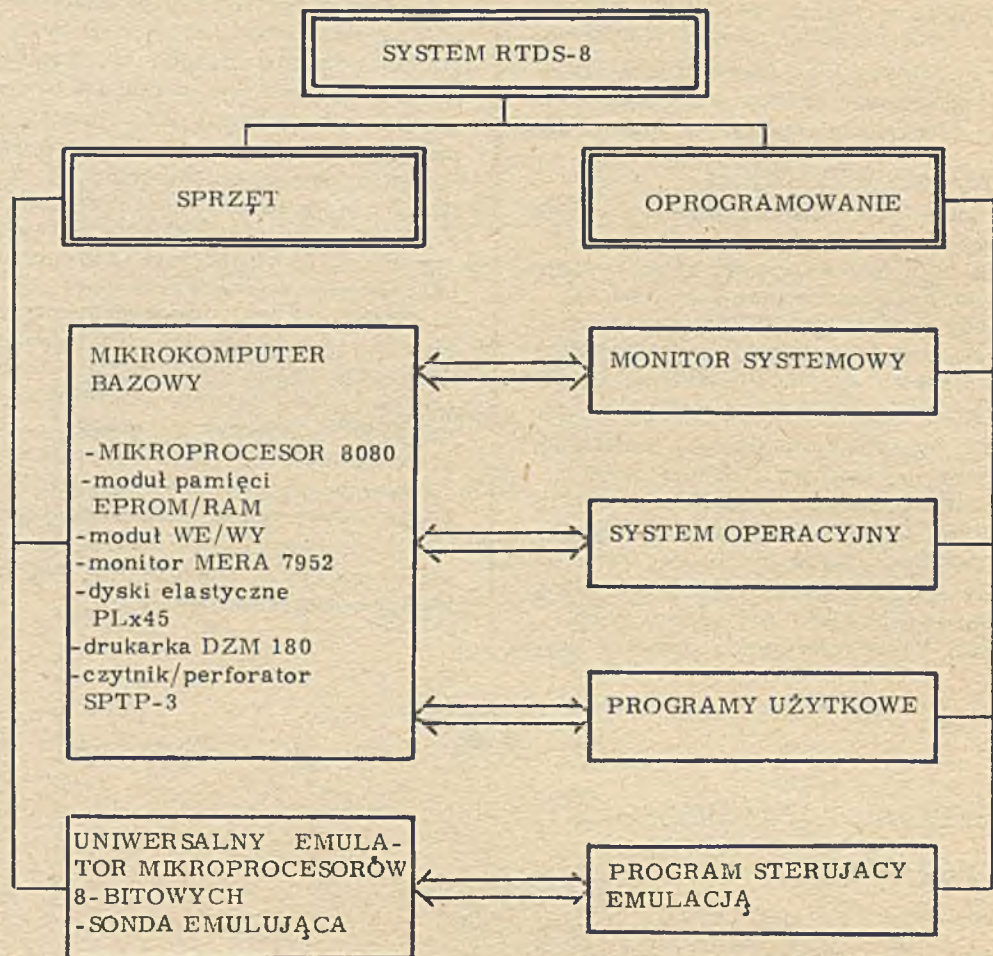 SYSTEM RTDS-8
SPRZĘT
OPROGRAMOWANIE
MIKROKOMPUTER
BAZOWY
-MIKROPROCESOR 8080
-moduł pamięci
EPROM/RAM
-moduł WE/WY
-monitor MERA 7952
-dyski elastyczne
PLx45
-drukarka DZM 180
-czytnik/perforator
SPTP-3
MONITOR SYSTEMOWY
SYSTEM OPERACYJNY
PROGRAMY UŻYTKOWE
UNIWERSALNY EMULA-
TOR MIKROPROCESORÓW
8-BITOWYCH
-SONDA EMULUJĄCA
PROGRAM STERUJACY
EMULACJĄ